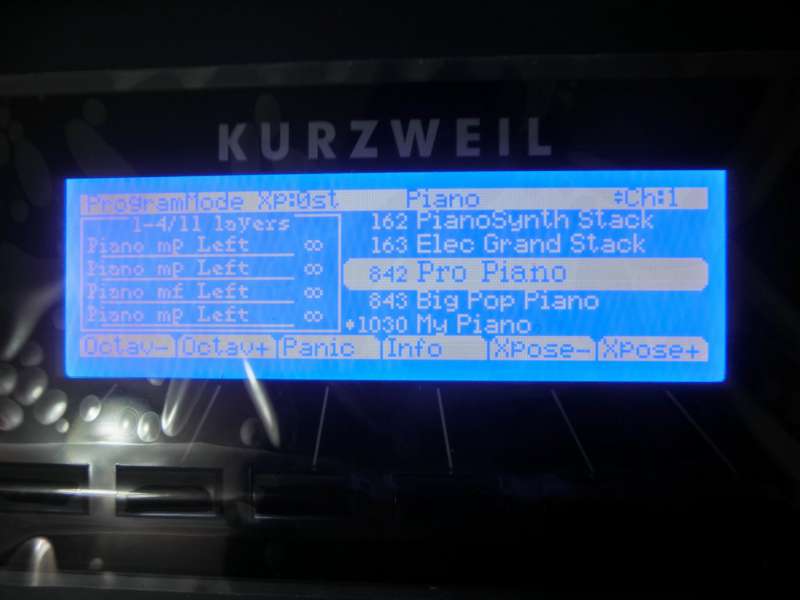 KURZWEIL
ProgramMode Xp:0st Piano ÷Ch:1
1-4/11 layers
Piano mp Left ∞
Piano mp Left ∞
Piano mf Left ∞
Piano mp Left ∞
162 PianoSynth Stack
163 Elec Grand Stack
842 Pro Piano
843 Big Pop Piano
*1030 My Piano
Octav- Octav+ Panic Info Xpose- Xpose+